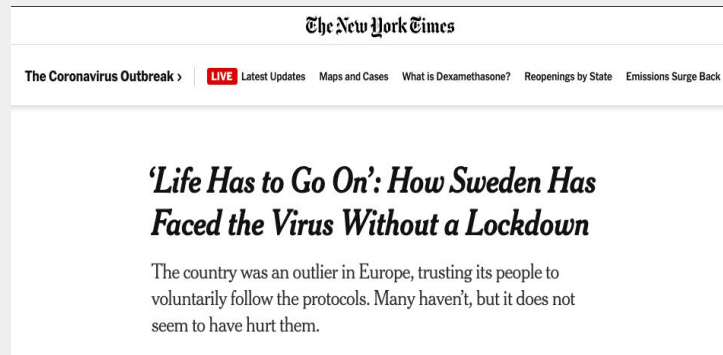 The New York Times
The Coronavirus Outbreak › LIVE Latest Updates Maps and Cases What is Dexamethasone? Reopenings by State Emissions Surge Back
‘Life Has to Go On’: How Sweden Has
Faced the Virus Without a Lockdown
The country was an outlier in Europe, trusting its people to
voluntarily follow the protocols. Many haven’t, but it does not
seem to have hurt them.